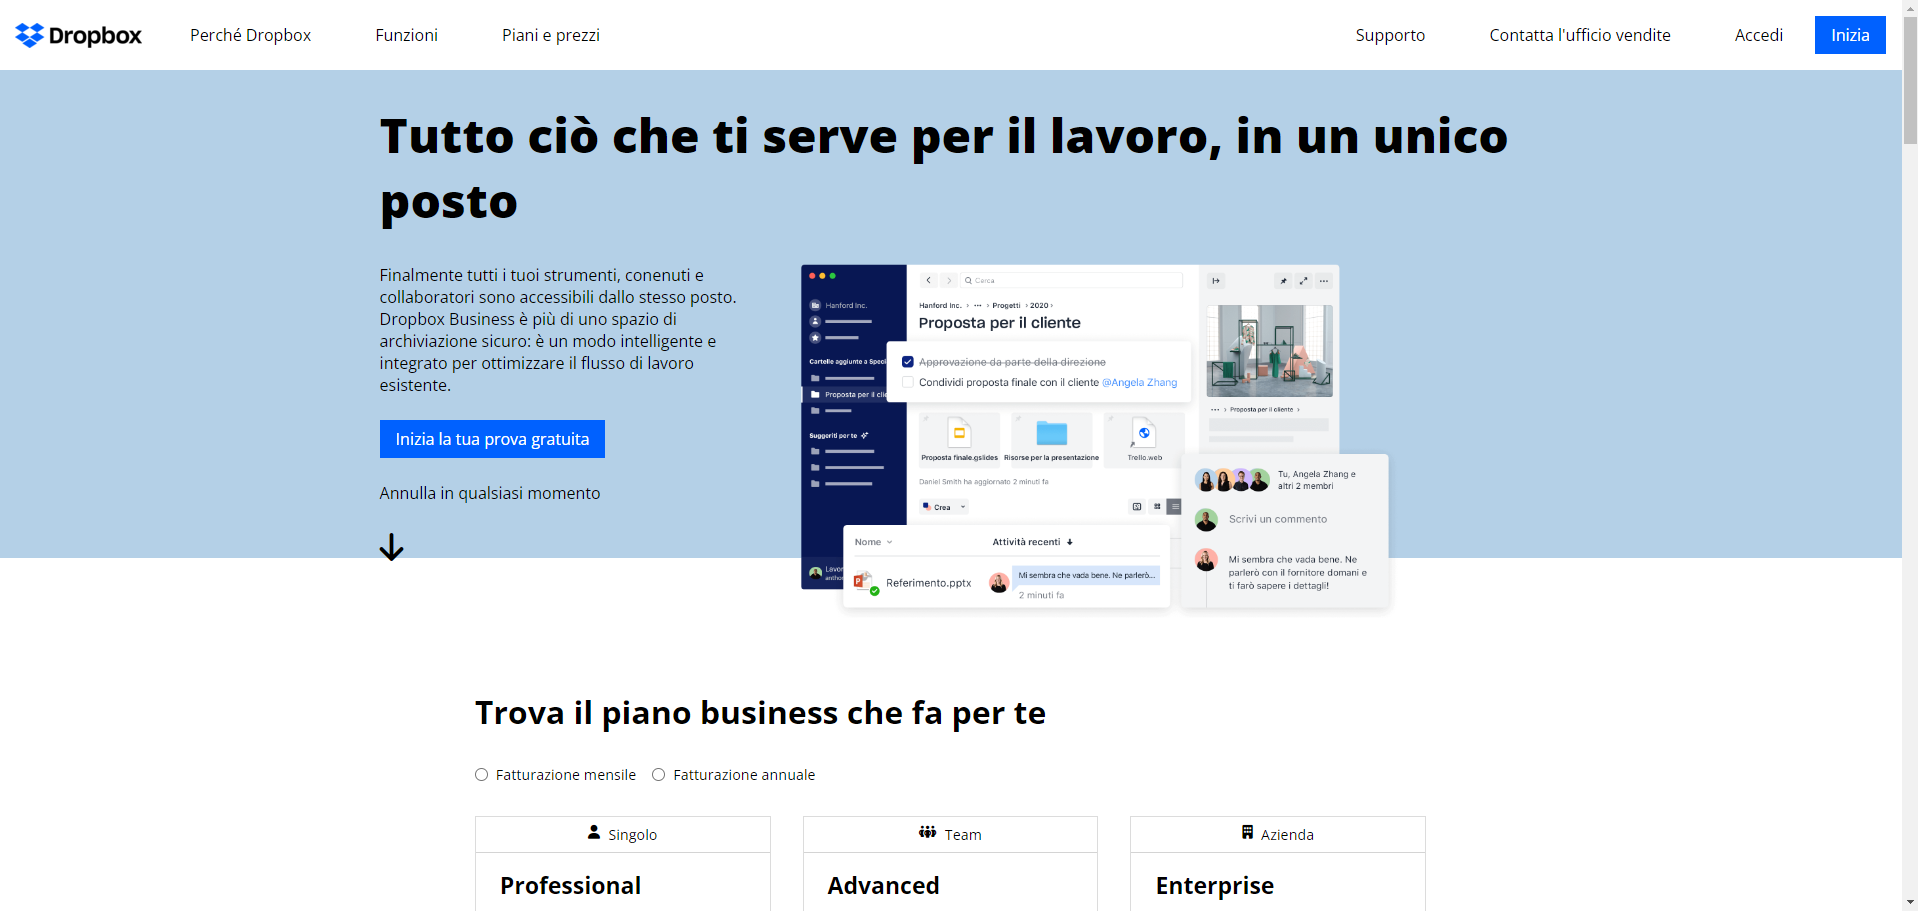 Dropbox
Perché Dropbox
Funzioni
Piani e prezzi
Supporto
Contatta l'ufficio vendite
Accedi
Inizia
Tutto ciò che ti serve per il lavoro, in un unico
posto
Finalmente tutti i tuoi strumenti, conenuti e
collaboratori sono accessibili dallo stesso posto.
Dropbox Business è più di uno spazio di
archiviazione sicuro: è un modo intelligente e
integrato per ottimizzare il flusso di lavoro
esistente.
Inizia la tua prova gratuita
Annulla in qualsiasi momento
Hanford Inc.
Cartelle aggiunte a Speci
Proposta per il clie
Suggeriti per te
Lavor
antho
Cerca
Hanford Inc. › ··· › Progetti › 2020 ›
Proposta per il cliente
Approvazione da parte della direzione
Condividi proposta finale con il cliente @Angela Zhang
Proposta finale.gslides
Risorse per la presentazione
Trello.web
Daniel Smith ha aggiornato 2 minuti fa
Crea
Nome
Attività recenti
Referimento.pptx
Mi sembra che vada bene. Ne parlerò...
2 minuti fa
··· › Proposta per il cliente ›
Tu, Angela Zhang e
altri 2 membri
Scrivi un commento
Mi sembra che vada bene. Ne
parlerò con il fornitore domani e
ti farò sapere i dettagli!
Trova il piano business che fa per te
Fatturazione mensile
Fatturazione annuale
Singolo
Team
Azienda
Professional
Advanced
Enterprise